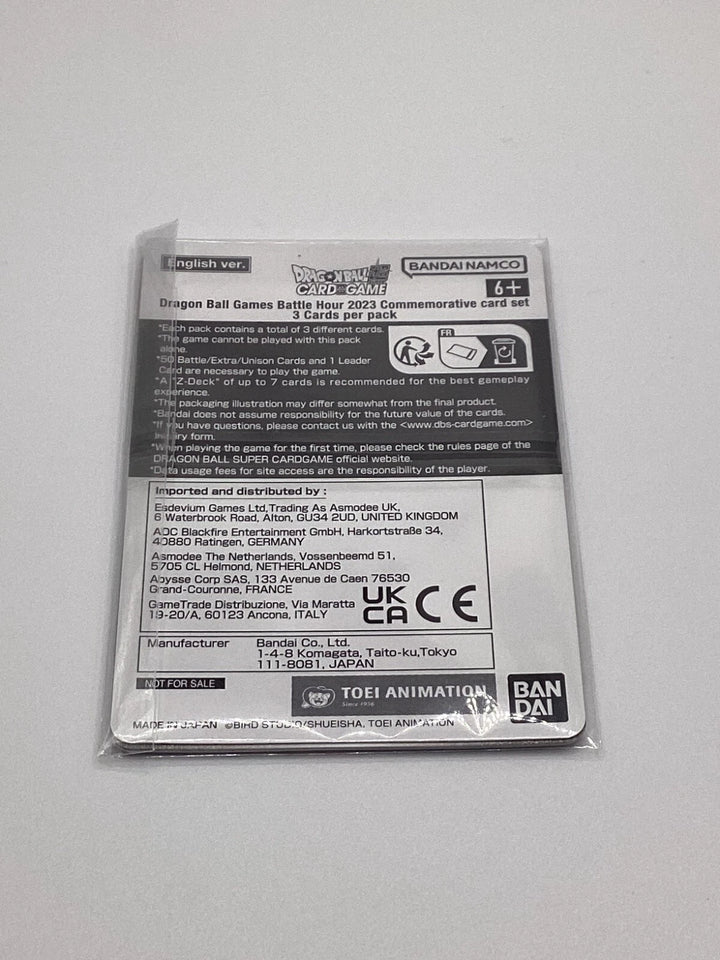 English ver.
DRAGON BALL SUPER
CARD GAME
BANDAI NAMCO
6+
Dragon Ball Games Battle Hour 2023 Commemorative card set
3 Cards per pack
*Each pack contains a total of 3 different cards.
*The game cannot be played with this pack
alone.
*50 Battle/Extra/Unison Cards and 1 Leader
Card are necessary to play the game.
*A "Z-Deck" of up to 7 cards is recommended for the best gameplay
experience.
*The packaging illustration may differ somewhat from the final product.
*Bandai does not assume responsibility for the future value of the cards.
*If you have questions, please contact us with the <www.dbs-cardgame.com>
inquiry form.
*When playing the game for the first time, please check the rules page of the
DRAGON BALL SUPER CARDGAME official website.
*Data usage fees for site access are the responsibility of the player.
FR
Imported and distributed by :
Esdevium Games Ltd,Trading As Asmodee UK,
6 Waterbrook Road, Alton, GU34 2UD, UNITED KINGDOM
ADC Blackfire Entertainment GmbH, Harkortstraße 34,
40880 Ratingen, GERMANY
Asmodee The Netherlands, Vossenbeemd 51,
5705 CL Helmond, NETHERLANDS
Abysse Corp SAS, 133 Avenue de Caen 76530
Grand-Couronne, FRANCE
GameTrade Distribuzione, Via Maratta
19-20/A, 60123 Ancona, ITALY
UK
CA
CE
Manufacturer Bandai Co., Ltd.
1-4-8 Komagata, Taito-ku,Tokyo
111-8081, JAPAN
NOT FOR SALE
TOEI ANIMATION
Since 1956
BAN
DAI
MADE IN JAPAN ©BIRD STUDIO/SHUEISHA, TOEI ANIMATION